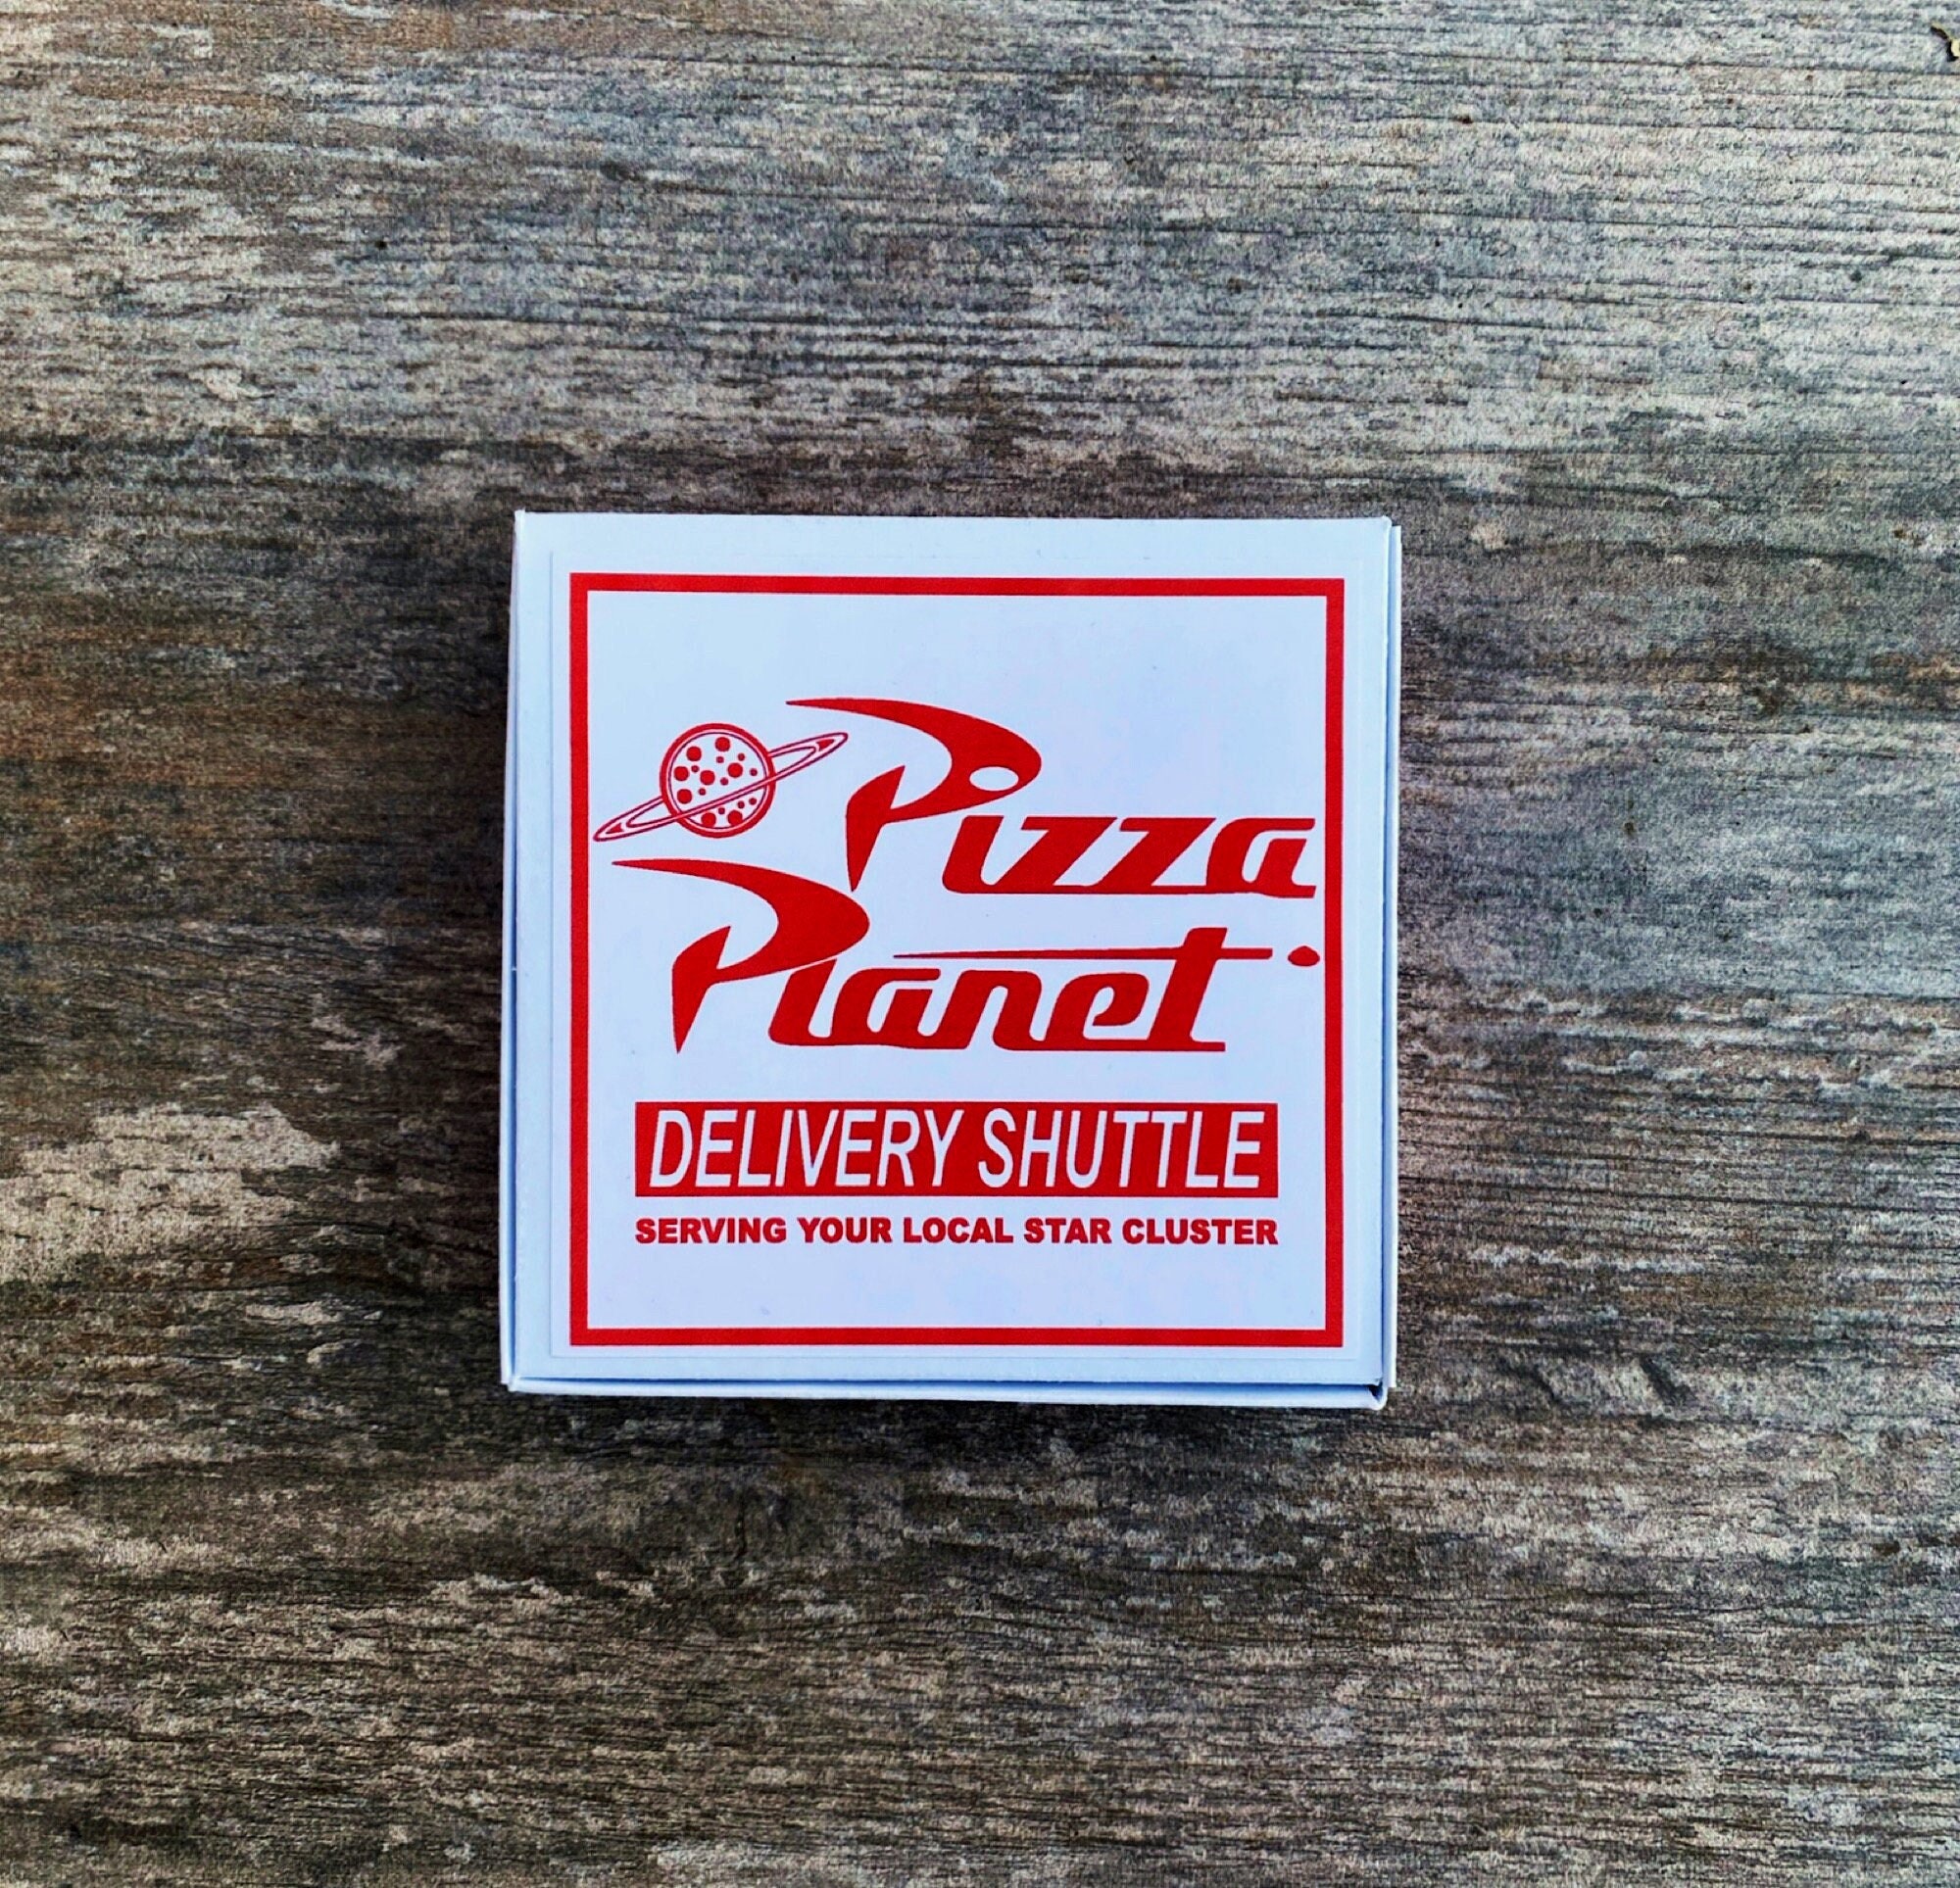 Pizza
Planet
DELIVERY SHUTTLE
SERVING YOUR LOCAL STAR CLUSTER